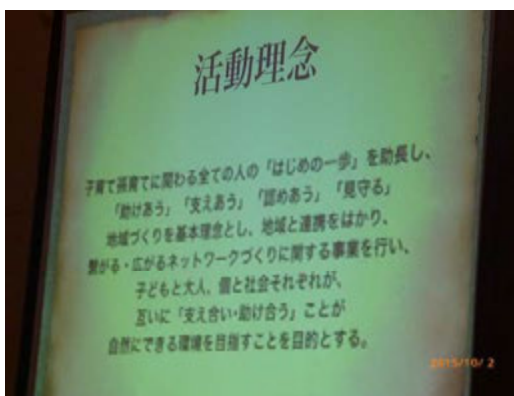 活動理念
子育て孫育てに関わる全ての人の「はじめの一歩」を助長し、
「助けあう」「支えあう」「認めあう」「見守る」
地域づくりを基本理念とし、地域と連携をはかり、
繋がる・広がるネットワークづくりに関する事業を行い、
子どもと大人、個と社会それぞれが、
互いに「支え合い・助け合う」ことが
自然にできる環境を目指すことを目的とする。
2015/10/ 2